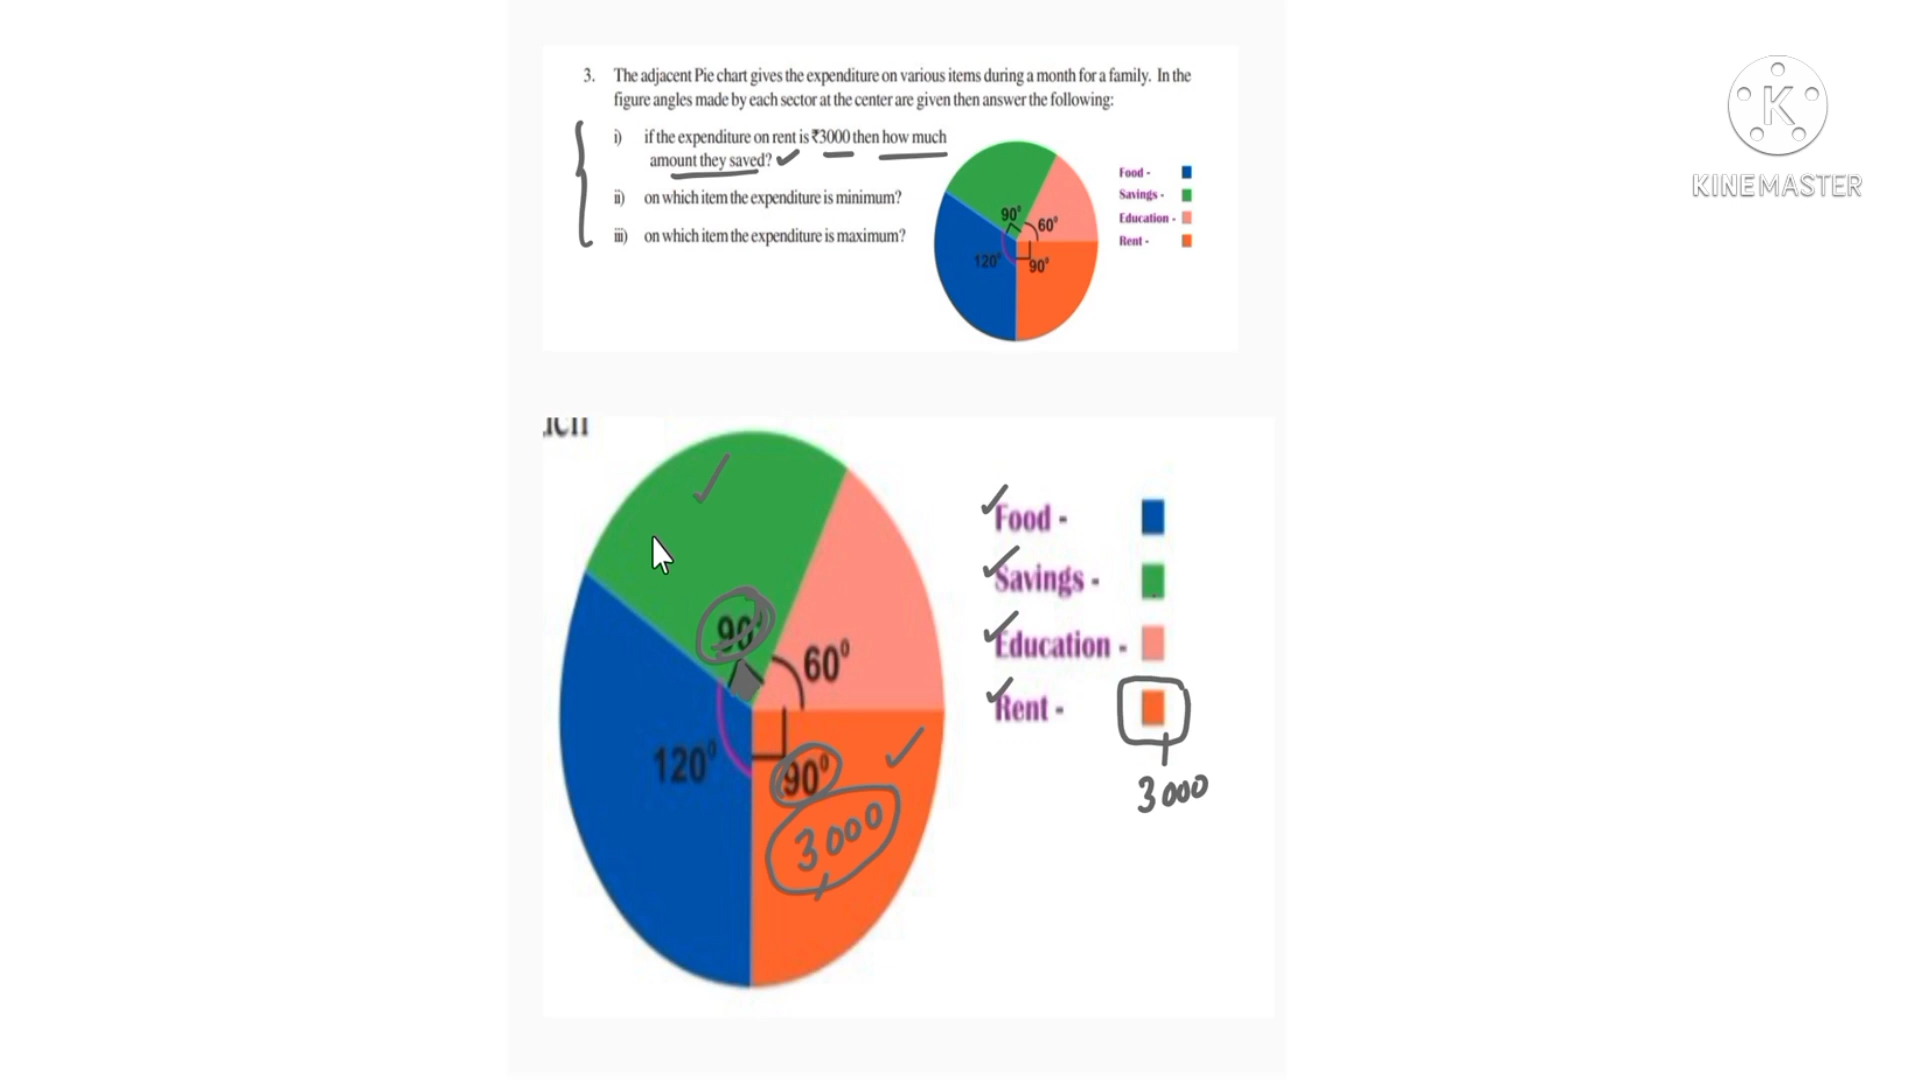 3. The adjacent Pie chart gives the expenditure on various items during a month for a family. In the
figure angles made by each sector at the center are given then answer the following:
i) if the expenditure on rent is ₹3000 then how much
amount they saved?
ii) on which item the expenditure is minimum?
iii) on which item the expenditure is maximum?
Food -
Savings -
Education -
Rent -
90°
60°
120°
90°
KINEMASTER
Food -
Savings -
Education -
Rent -
3000
90°
60°
120°
90°
3000